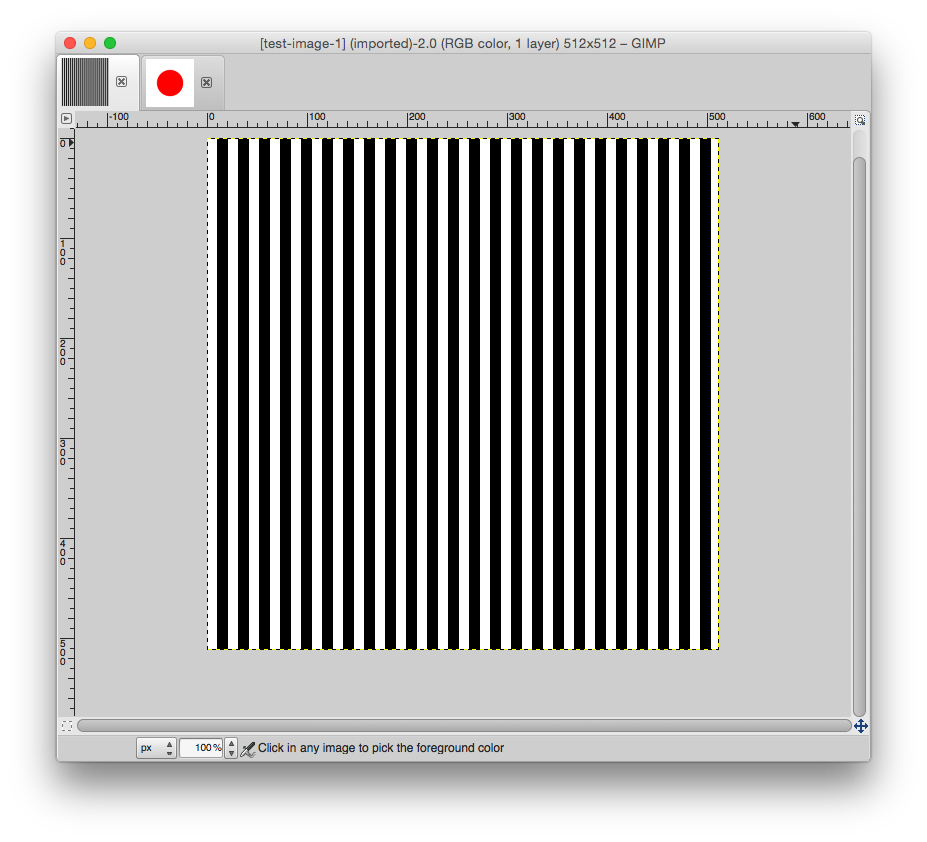 [test-image-1] (imported)-2.0 (RGB color, 1 layer) 512x512 – GIMP
-100 0 100 200 300 400 500 600
0
100
200
300
400
500
px 100% Click in any image to pick the foreground color